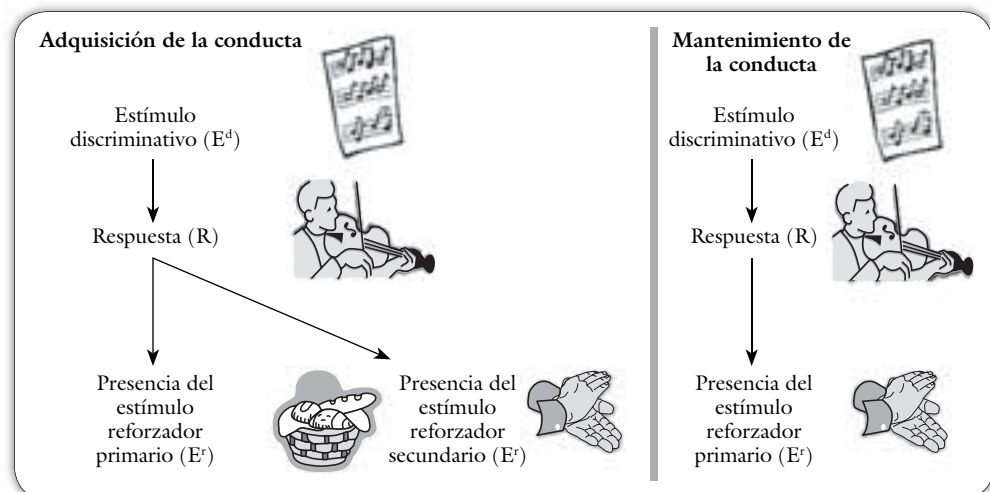 Adquisición de la conducta
Estímulo
discriminativo (Eᵈ)
Respuesta (R)
Presencia del
estímulo
reforzador
primario (Eʳ)
Presencia del
estímulo
reforzador
secundario (Eʳ)
Mantenimiento de
la conducta
Estímulo
discriminativo (Eᵈ)
Respuesta (R)
Presencia del
estímulo
reforzador
primario (Eʳ)